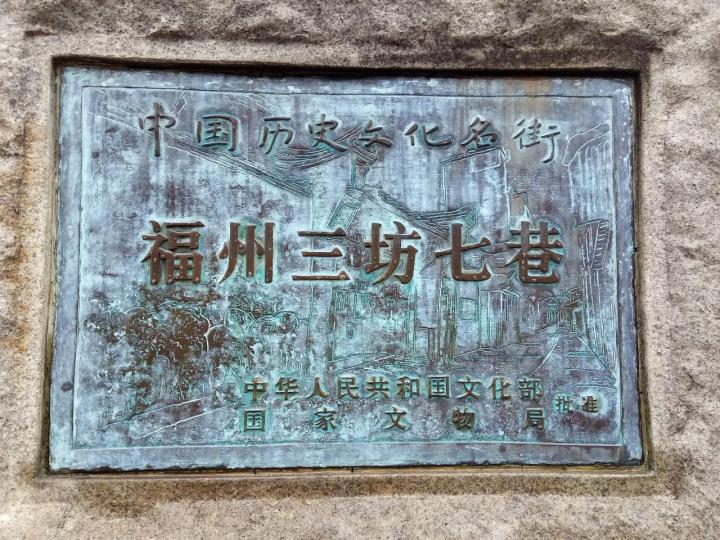 中国历史文化名街
福州三坊七巷
中华人民共和国文化部
国家文物局 批准